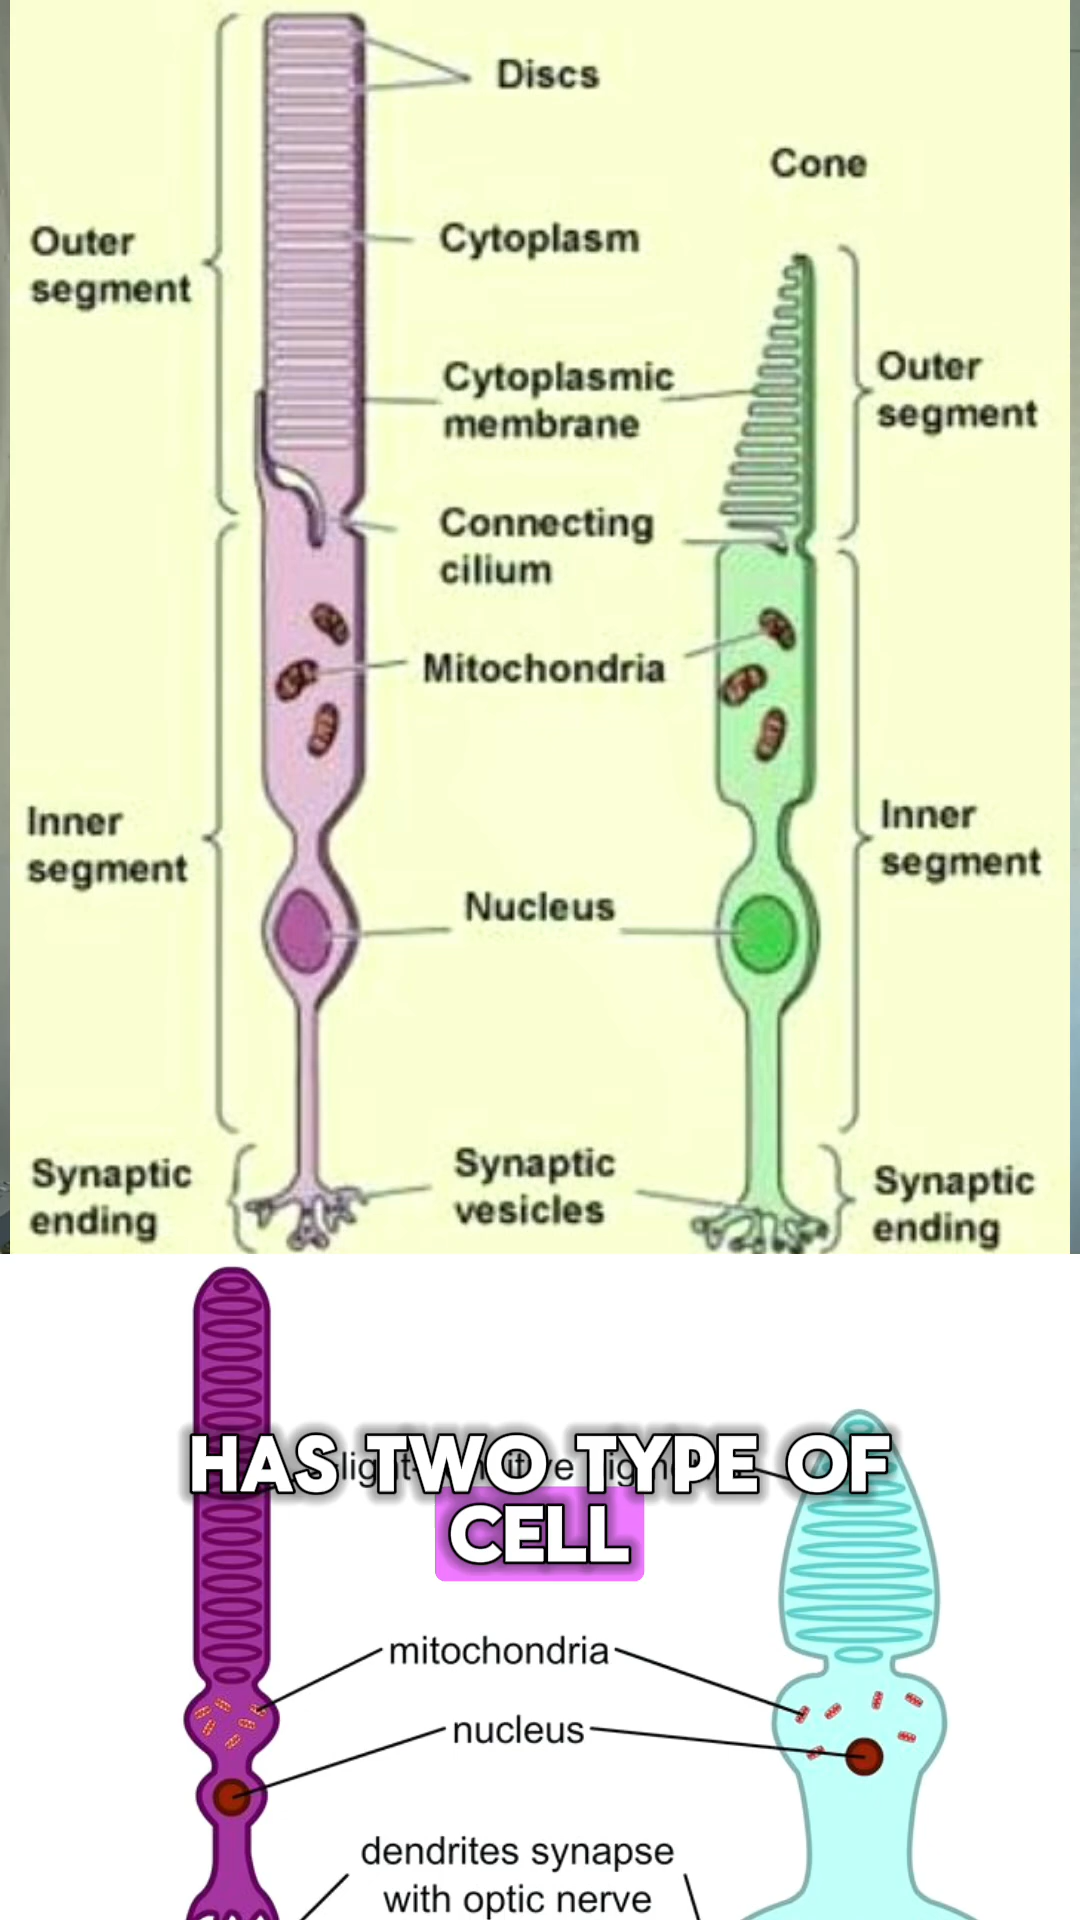 Discs
Cone
Cytoplasm
Outer
segment
Cytoplasmic
membrane
Outer
segment
Connecting
cilium
Mitochondria
Inner
segment
Inner
segment
Nucleus
Synaptic
ending
Synaptic
vesicles
Synaptic
ending
HAS TWO TYPE OF
CELL
mitochondria
nucleus
dendrites synapse
with optic nerve